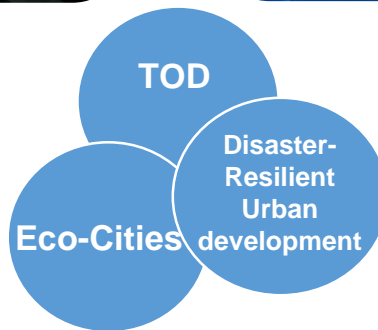 TOD
Disaster-
Resilient
Urban
development
Eco-Cities